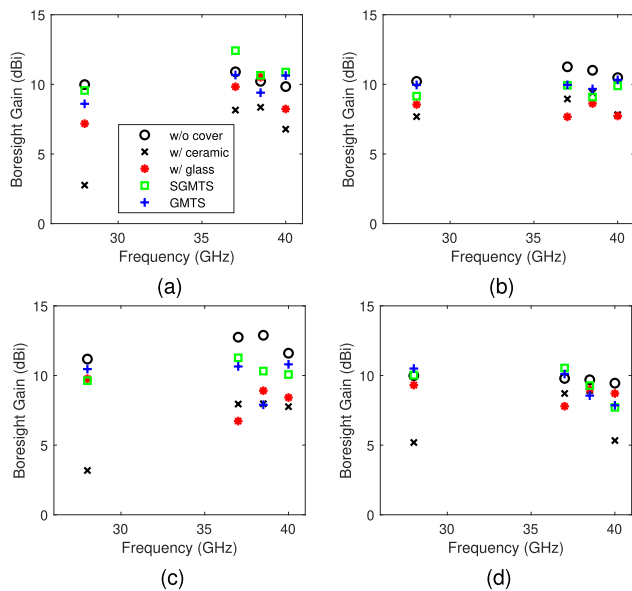 15
10
5
0
Boresight Gain (dBi)
w/o cover
w/ ceramic
w/ glass
SGMTS
GMTS
30
35
40
Frequency (GHz)
(a)
15
10
5
0
Boresight Gain (dBi)
30
35
40
Frequency (GHz)
(b)
15
10
5
0
Boresight Gain (dBi)
30
35
40
Frequency (GHz)
(c)
15
10
5
0
Boresight Gain (dBi)
30
35
40
Frequency (GHz)
(d)